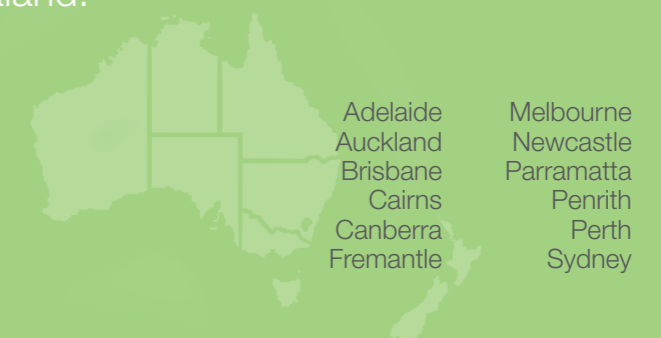 Adelaide
Auckland
Brisbane
Cairns
Canberra
Fremantle
Melbourne
Newcastle
Parramatta
Penrith
Perth
Sydney